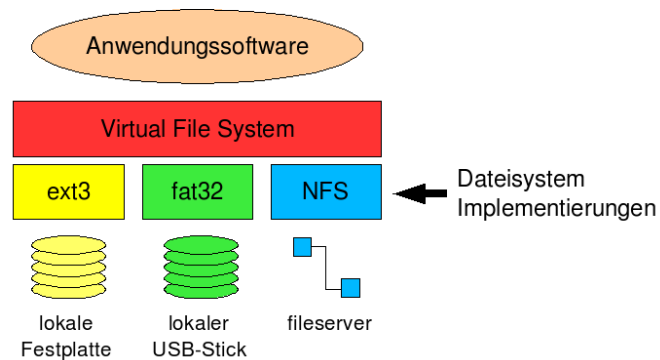 Anwendungssoftware
Virtual File System
ext3
fat32
NFS
Dateisystem
Implementierungen
lokale
Festplatte
lokaler
USB-Stick
fileserver